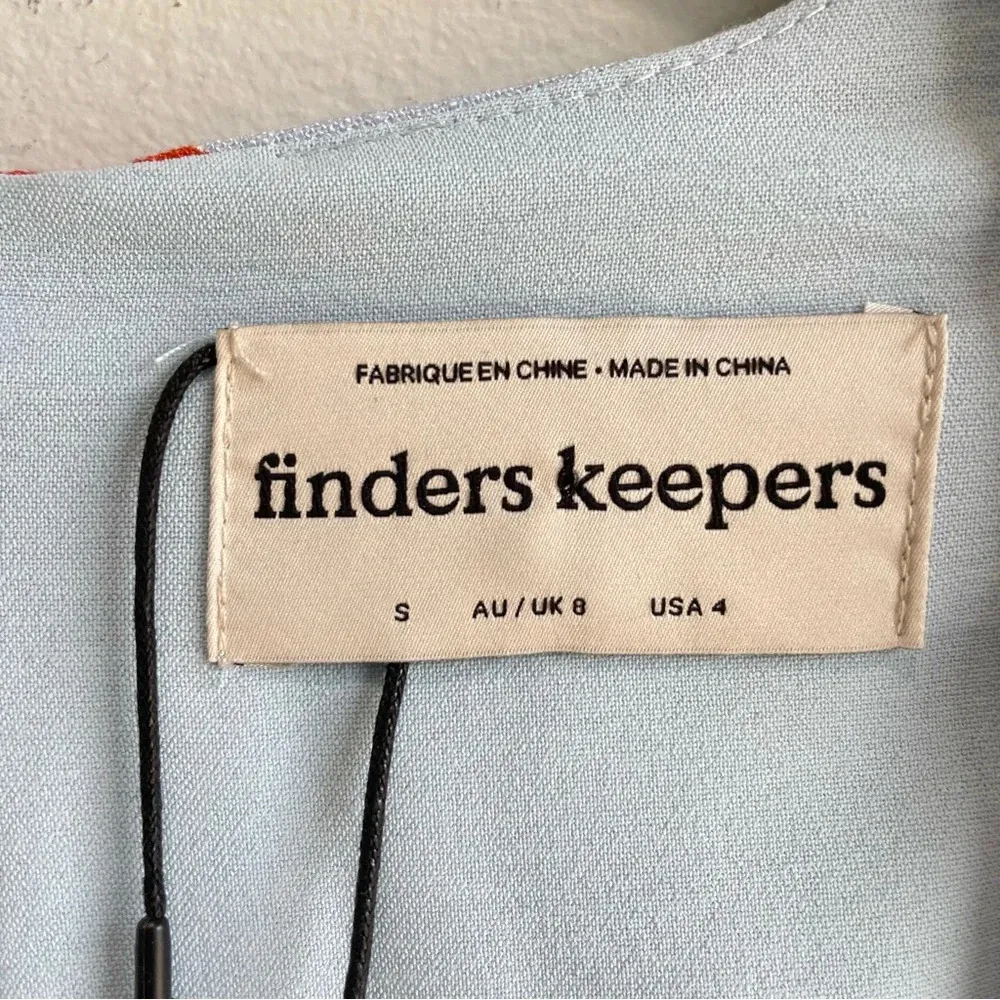 FABRIQUE EN CHINE • MADE IN CHINA
finders keepers
S AU / UK 8 USA 4